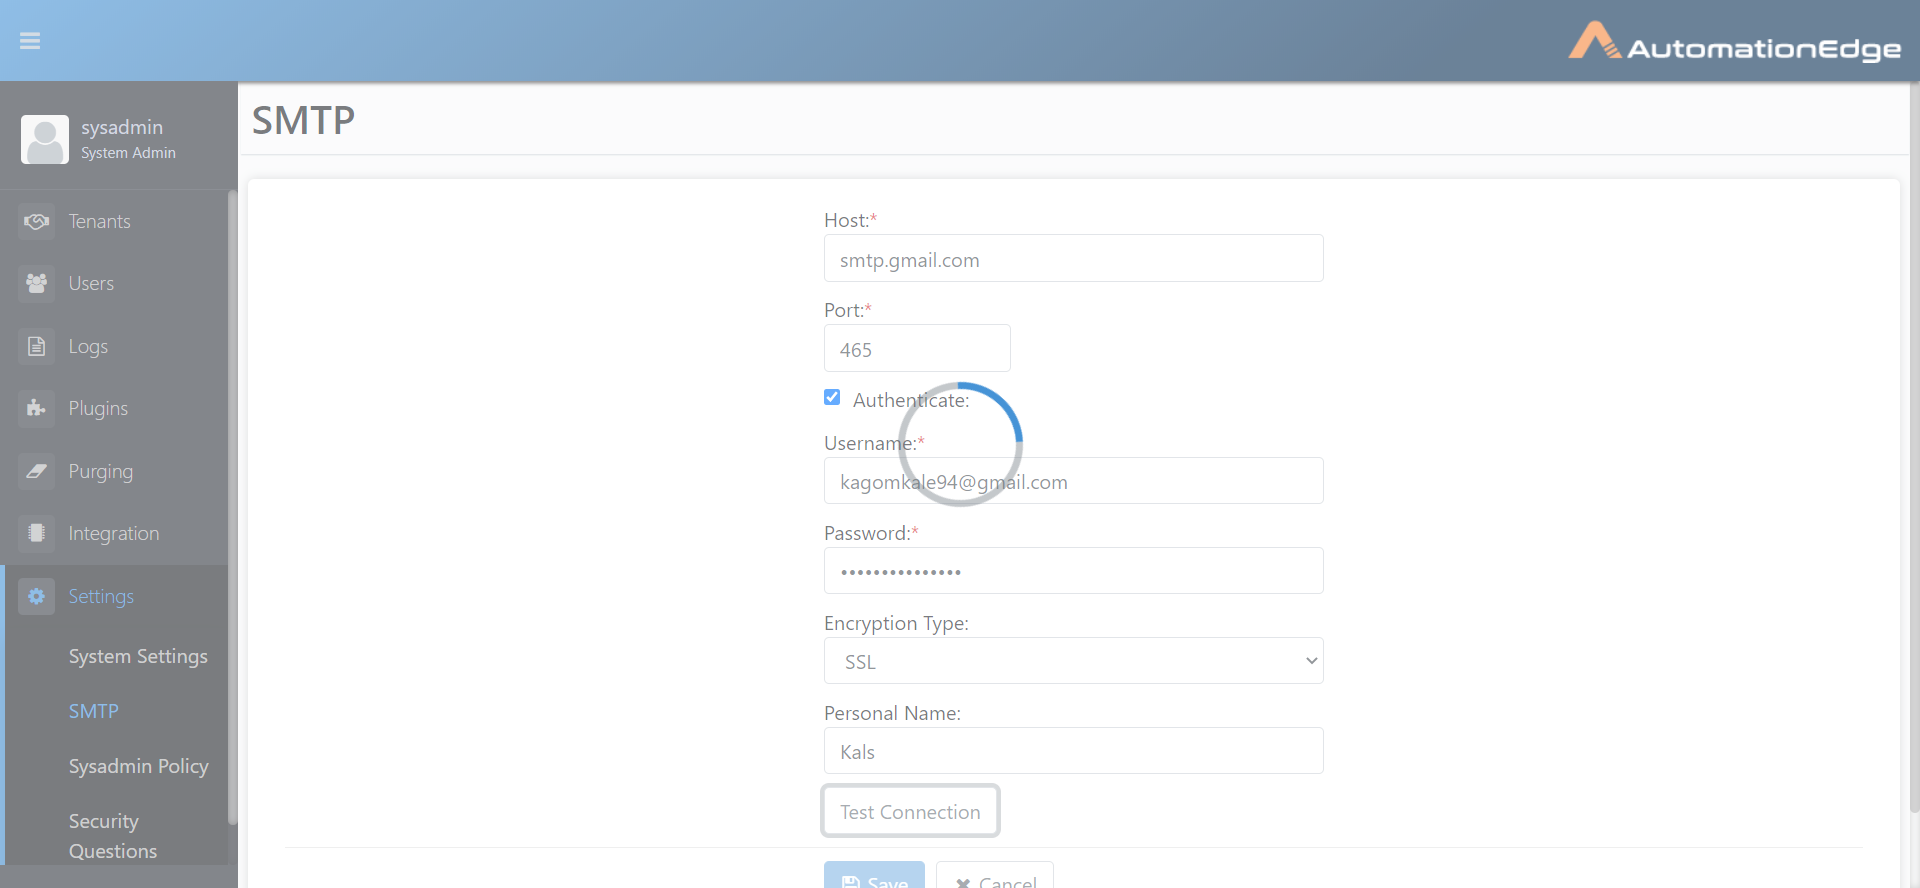 AutomationEdge
sysadmin
System Admin
Tenants
Users
Logs
Plugins
Purging
Integration
Settings
System Settings
SMTP
Sysadmin Policy
Security
Questions
SMTP
Host:*
smtp.gmail.com
Port:*
465
Authenticate:
Username:*
kagomkale94@gmail.com
Password:*
•••••••••••••••
Encryption Type:
SSL
Personal Name:
Kals
Test Connection
Save
Cancel